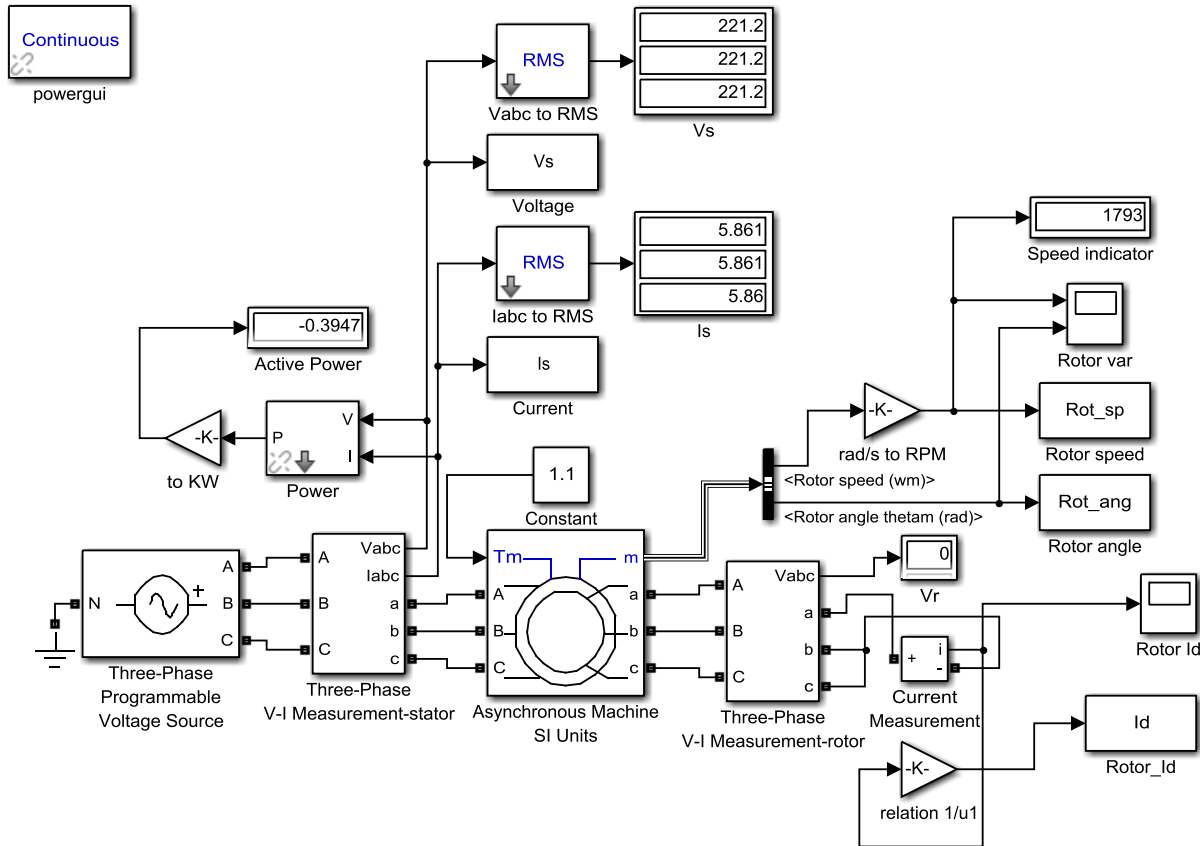 Continuous
powergui
RMS
Vabc to RMS
221.2
221.2
221.2
Vs
Vs
Voltage
RMS
Iabc to RMS
5.861
5.861
5.86
Is
Is
Current
1793
Speed indicator
Rotor var
-0.3947
Active Power
-K-
to KW
V
P
I
Power
1.1
Constant
-K-
rad/s to RPM
<Rotor speed (wm)>
<Rotor angle thetam (rad)>
Rot_sp
Rotor speed
Rot_ang
Rotor angle
N
A
B
C
Three-Phase
Programmable
Voltage Source
A
B
C
Vabc
Iabc
a
b
c
Three-Phase
V-I Measurement-stator
Tm
m
A
B
C
a
b
c
Asynchronous Machine
SI Units
A
B
C
Vabc
a
b
c
Three-Phase
V-I Measurement-rotor
0
Vr
+
i
-
Current
Measurement
Rotor Id
Id
Rotor_Id
-K-
relation 1/u1